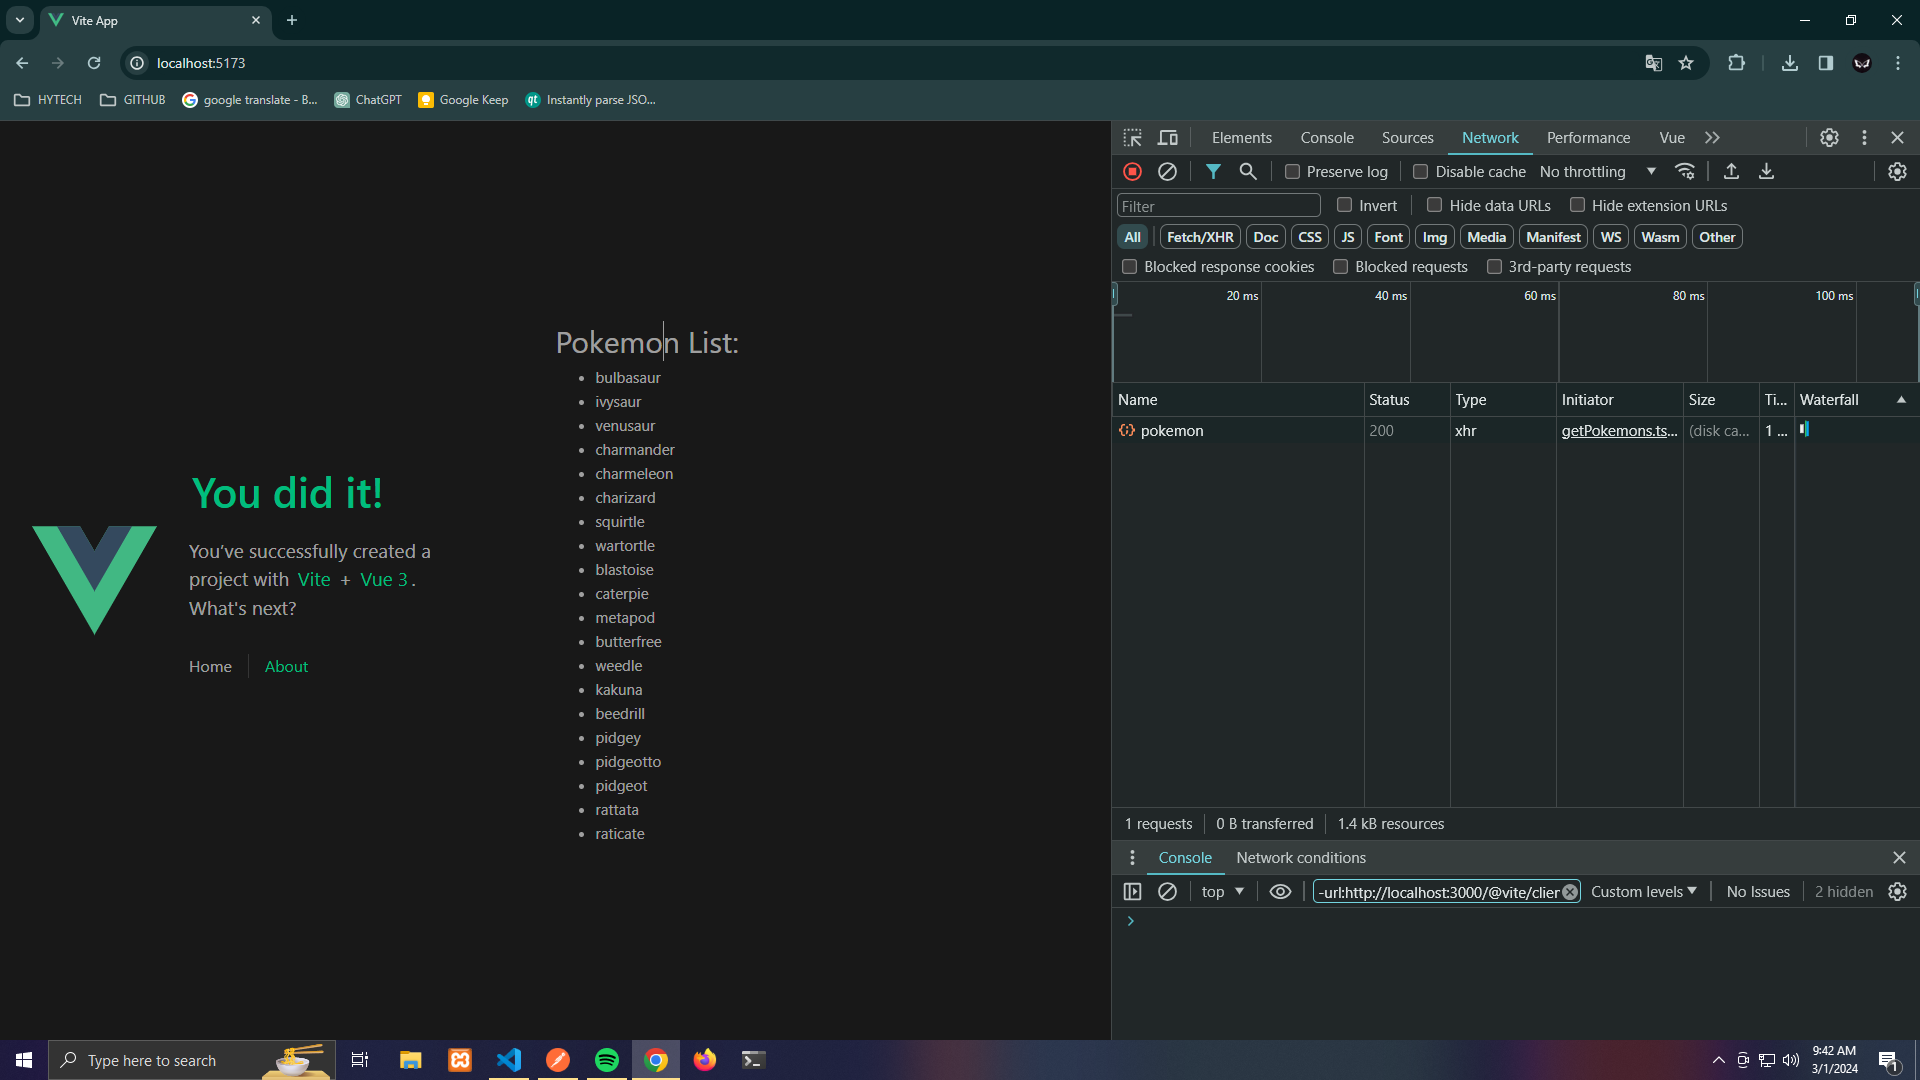 Vite App
localhost:5173
HYTECH
GITHUB
google translate - B...
ChatGPT
Google Keep
qt
Instantly parse JSO...
Elements
Console
Sources
Network
Performance
Vue
Preserve log
Disable cache
No throttling
Filter
Invert
Hide data URLs
Hide extension URLs
All
Fetch/XHR
Doc
CSS
JS
Font
Img
Media
Manifest
WS
Wasm
Other
Blocked response cookies
Blocked requests
3rd-party requests
20 ms
40 ms
60 ms
80 ms
100 ms
Name
Status
Type
Initiator
Size
Ti...
Waterfall
pokemon
200
xhr
getPokemons.ts...
(disk ca...
1 ...
1 requests
0 B transferred
1.4 kB resources
Console
Network conditions
top
-url:http://localhost:3000/@vite/clier
Custom levels
No Issues
2 hidden
You did it!
You’ve successfully created a
project with Vite + Vue 3.
What's next?
Home
About
Pokemon List:
bulbasaur
ivysaur
venusaur
charmander
charmeleon
charizard
squirtle
wartortle
blastoise
caterpie
metapod
butterfree
weedle
kakuna
beedrill
pidgey
pidgeotto
pidgeot
rattata
raticate
Type here to search
9:42 AM
3/1/2024
1